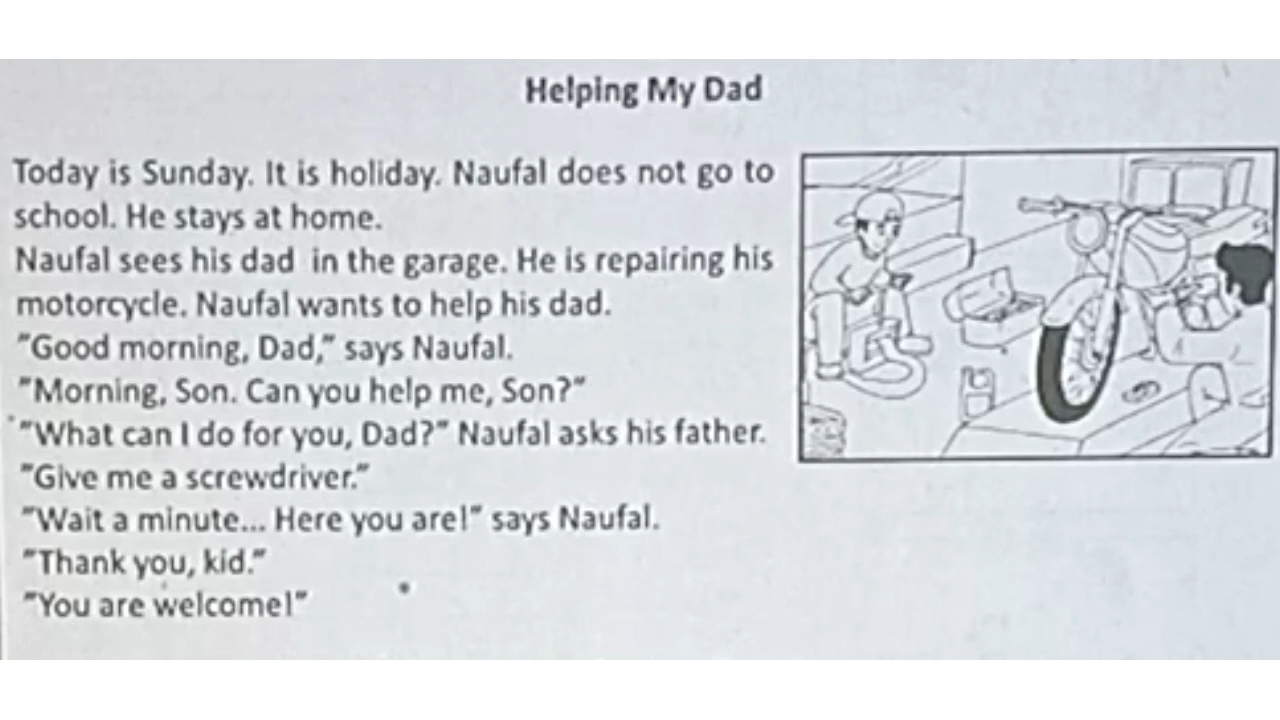 Helping My Dad
Today is Sunday. It is holiday. Naufal does not go to
school. He stays at home.
Naufal sees his dad in the garage. He is repairing his
motorcycle. Naufal wants to help his dad.
"Good morning, Dad," says Naufal.
"Morning, Son. Can you help me, Son?"
"What can I do for you, Dad?" Naufal asks his father.
"Give me a screwdriver."
"Wait a minute... Here you are!" says Naufal.
"Thank you, kid."
"You are welcome!"